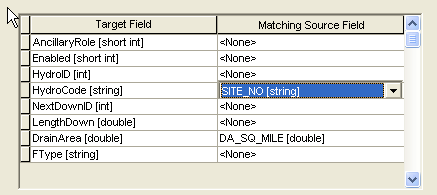 Target Field Matching Source Field
AncillaryRole [short int] <None>
Enabled [short int] <None>
HydroID [int] <None>
HydroCode [string] SITE_NO [string]
NextDownID [int] <None>
LengthDown [double] <None>
DrainArea [double] DA_SQ_MILE [double]
FType [string] <None>